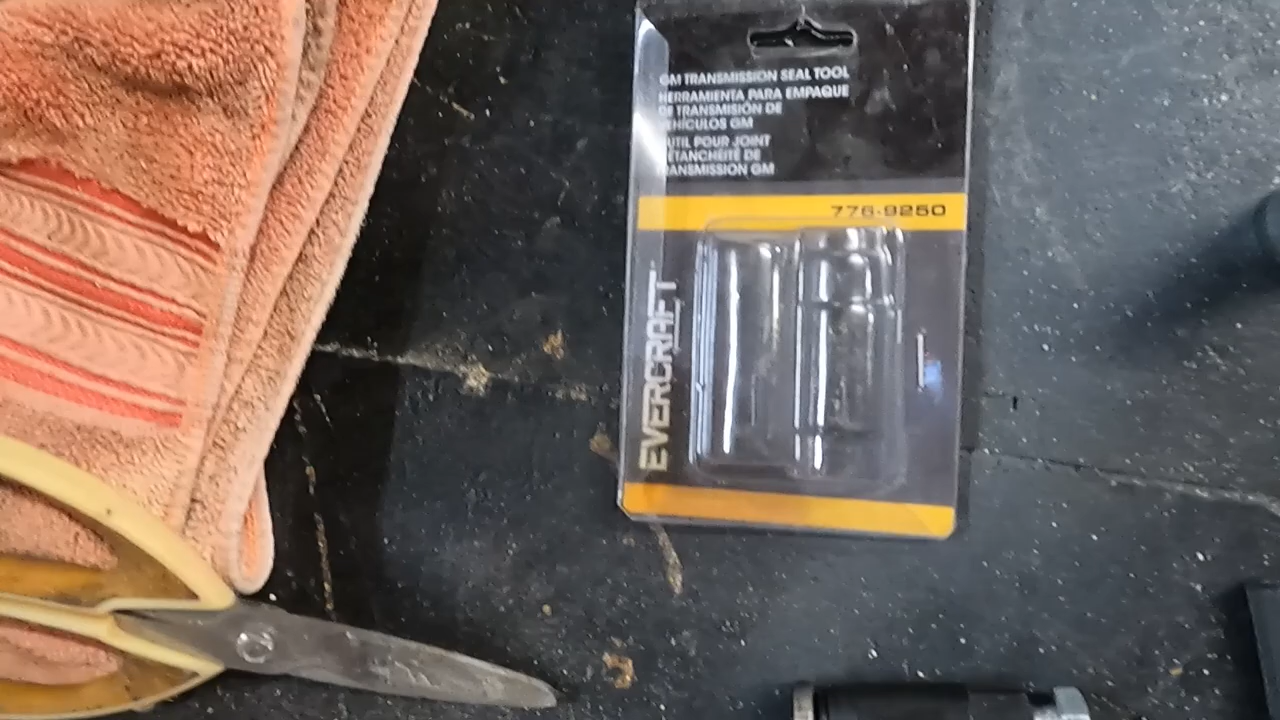 GM TRANSMISSION SEAL TOOL
HERRAMIENTA PARA EMPAQUE
DE TRANSMISIÓN DE
VEHÍCULOS GM
OUTIL POUR JOINT
D'ÉTANCHÉITÉ DE
TRANSMISSION GM
776-9250
EVERCRAFT